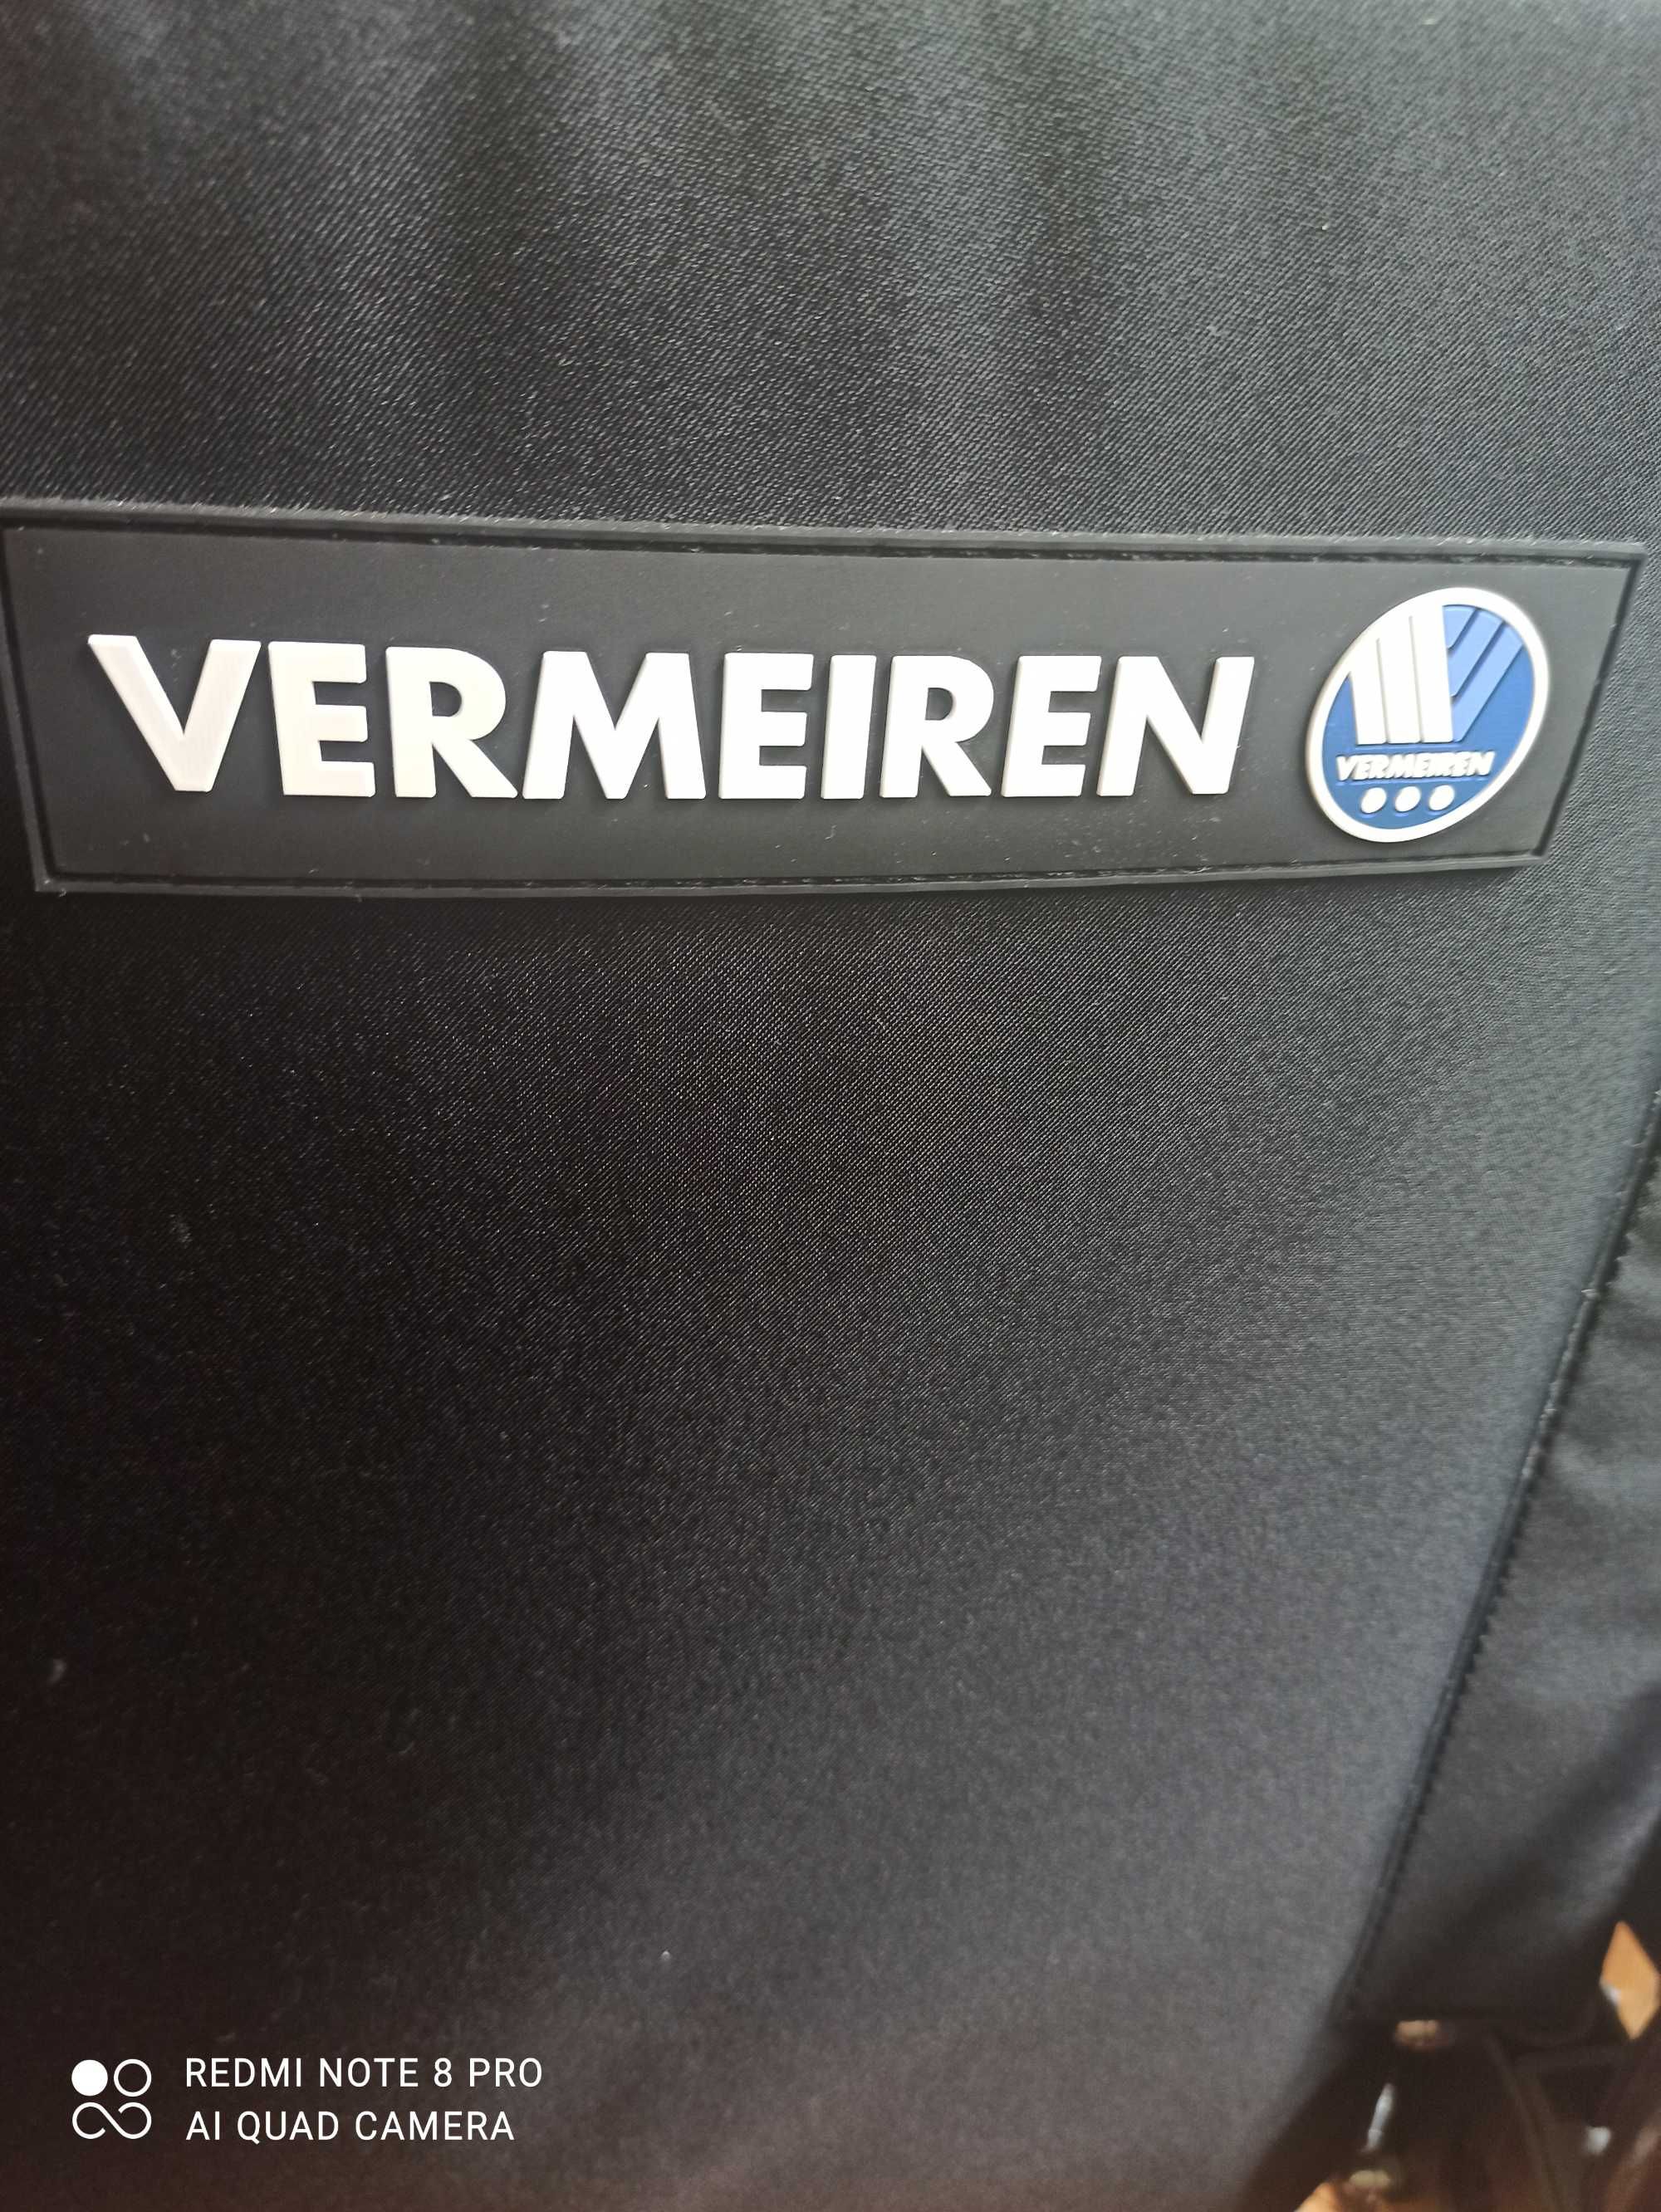 VERMEIREN
VERMEIREN
REDMI NOTE 8 PRO
AI QUAD CAMERA